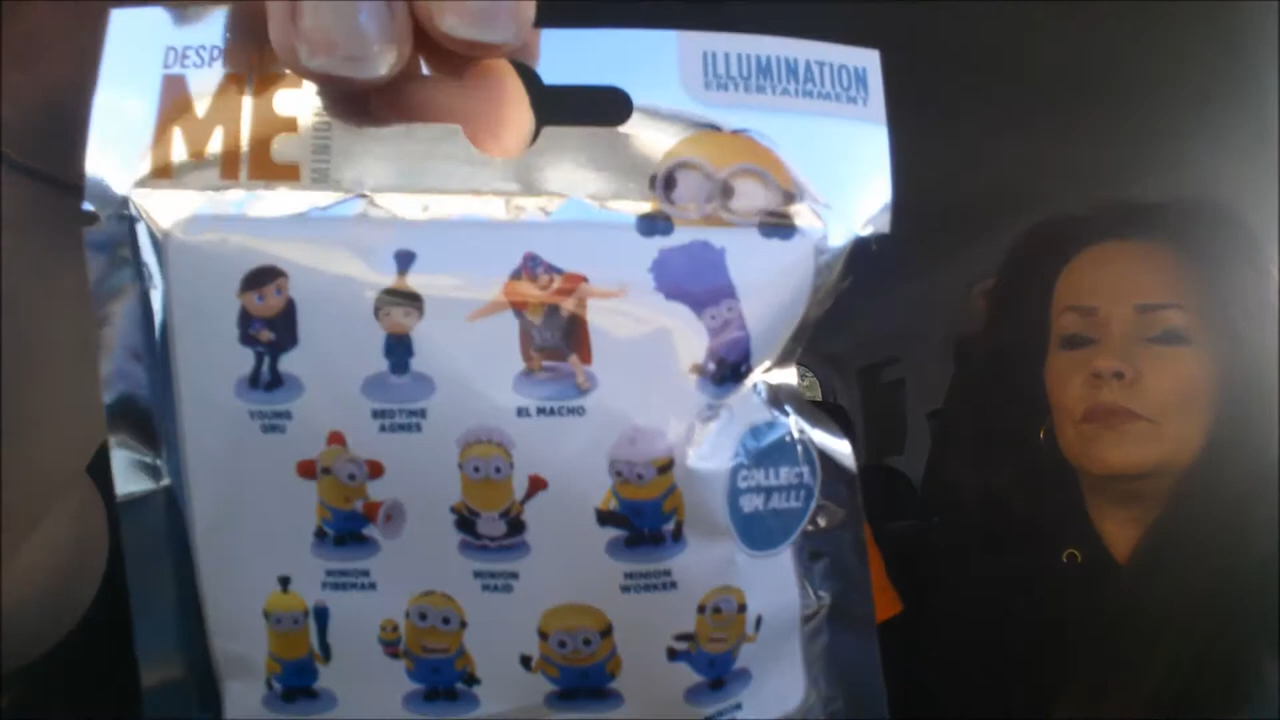 DESP
ME
MINION
ILLUMINATION
ENTERTAINMENT
YOUNG
GRU
BEDTIME
AGNES
EL MACHO
COLLECT
'EM ALL!
MINION
FIREMAN
MINION
MAID
MINION
WORKER